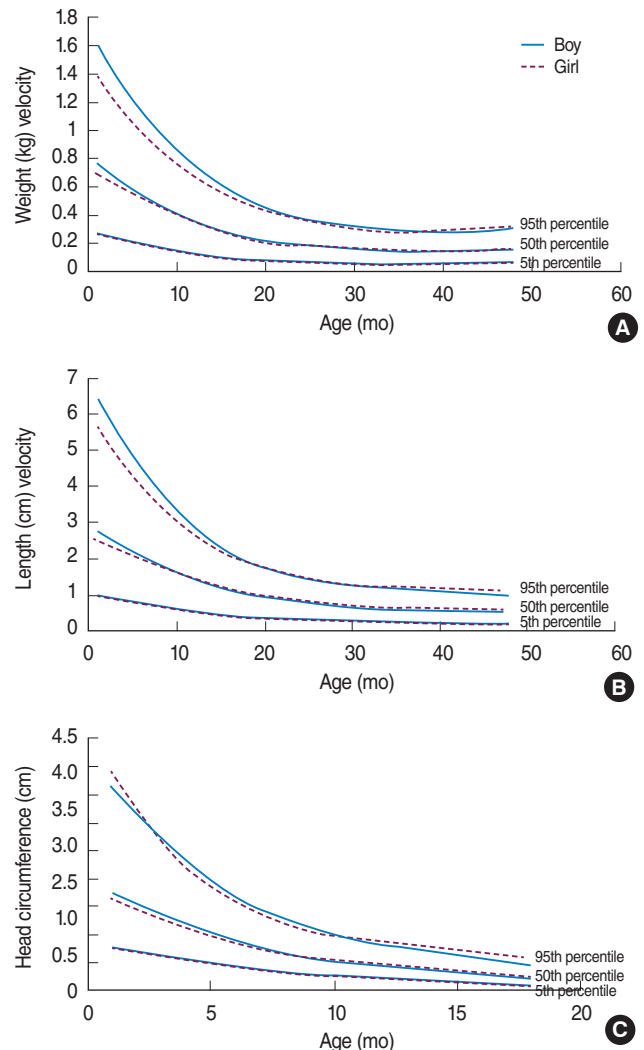 1.8
1.6
1.4
1.2
1
0.8
0.6
0.4
0.2
0
Weight (kg) velocity
Boy
Girl
95th percentile
50th percentile
5th percentile
0 10 20 30 40 50 60
Age (mo)
A
7
6
5
4
3
2
1
0
Length (cm) velocity
95th percentile
50th percentile
5th percentile
0 10 20 30 40 50 60
Age (mo)
B
4.5
4.0
3.5
3.0
2.5
1.0
0.5
0
Head circumference (cm)
95th percentile
50th percentile
5th percentile
0 5 10 15 20
Age (mo)
C